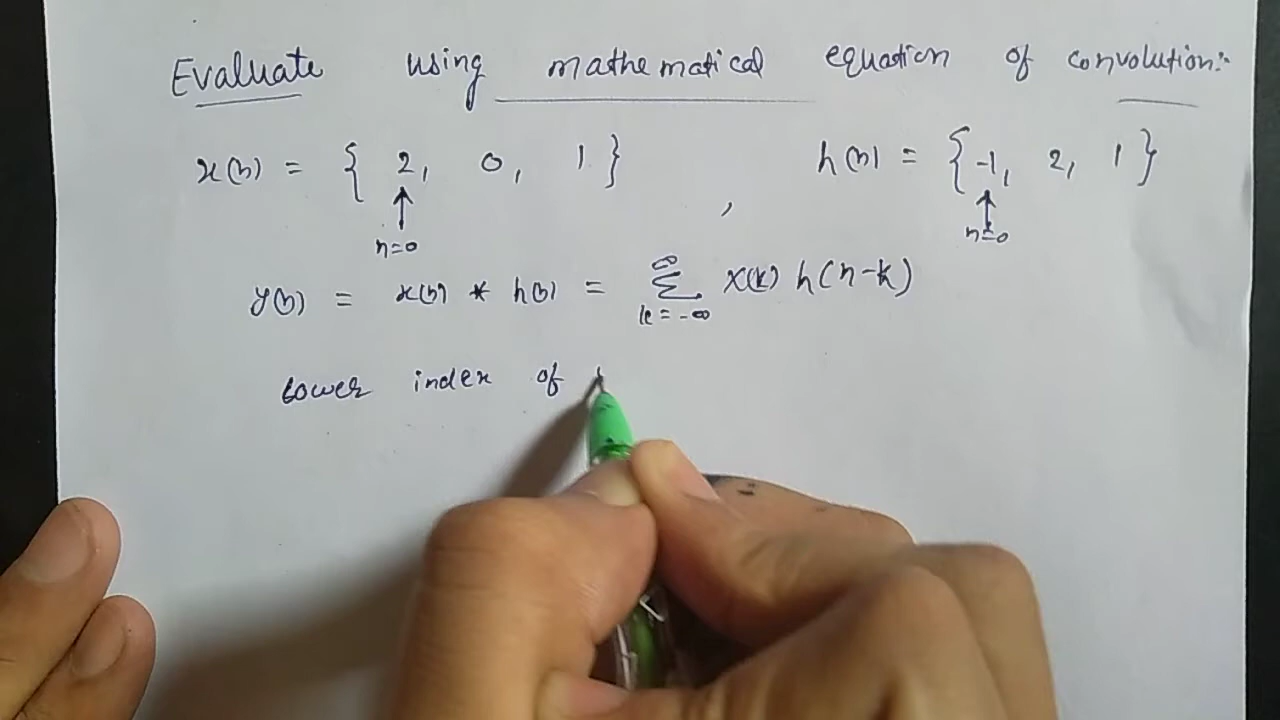 Evaluate using mathematical equation of convolution:-
x(n) = { 2, 0, 1 } , h(n) = { -1, 2, 1 }
↑ ↑
n=0 n=0
y(n) = x(n) * h(n) = ∞ Σ k=-∞ x(k) h(n-k)
Lower index of